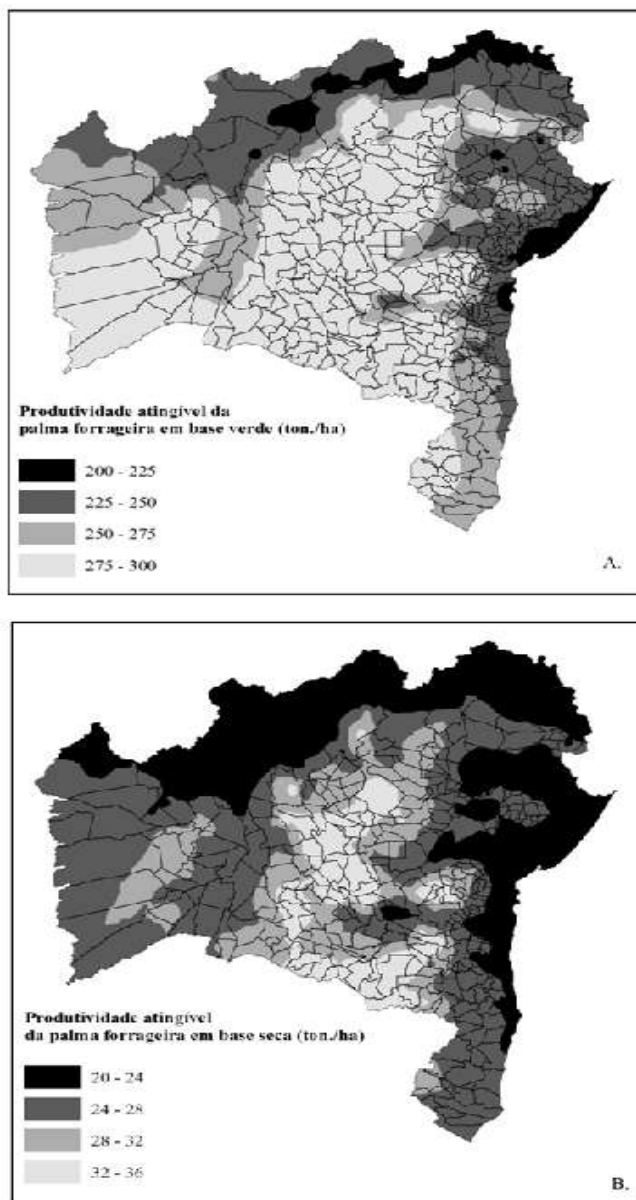 Produtividade atingível da
palma forrageira em base verde (ton./ha)
200 - 225
225 - 250
250 - 275
275 - 300
A.
Produtividade atingível
da palma forrageira em base seca (ton./ha)
20 - 24
24 - 28
28 - 32
32 - 36
B.